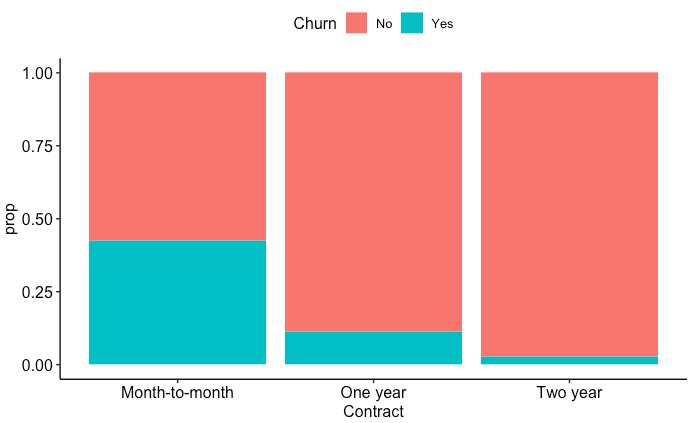 Churn No Yes
1.00
0.75
prop
0.50
0.25
0.00
Month-to-month One year Two year
Contract